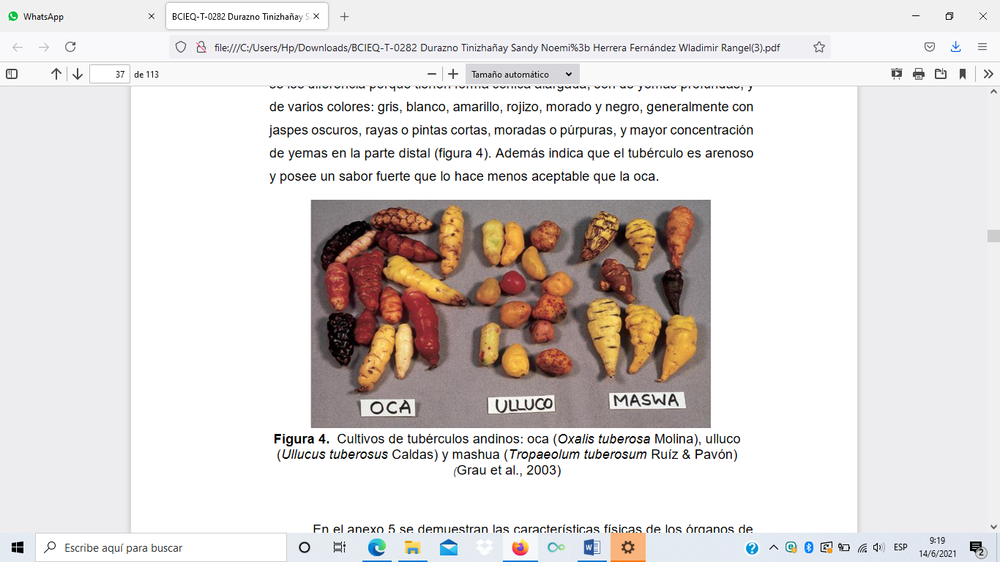 WhatsApp
BCIEQ-T-0282 Durazno Tinizhañay S
file:///C:/Users/Hp/Downloads/BCIEQ-T-0282 Durazno Tinizhañay Sandy Noemi%3b Herrera Fernández Wladimir Rangel(3).pdf
37 de 113
Tamaño automático
se los diferencia porque tienen forma cónica alargada, son de yemas profundas, y
de varios colores: gris, blanco, amarillo, rojizo, morado y negro, generalmente con
jaspes oscuros, rayas o pintas cortas, moradas o púrpuras, y mayor concentración
de yemas en la parte distal (figura 4). Además indica que el tubérculo es arenoso
y posee un sabor fuerte que lo hace menos aceptable que la oca.
OCA
ULLUCO
MASWA
Figura 4. Cultivos de tubérculos andinos: oca (Oxalis tuberosa Molina), ulluco
(Ullucus tuberosus Caldas) y mashua (Tropaeolum tuberosum Ruíz & Pavón)
(Grau et al., 2003)
En el anexo 5 se demuestran las características físicas de los órganos de
Escribe aquí para buscar
ESP
9:19
14/6/2021
2